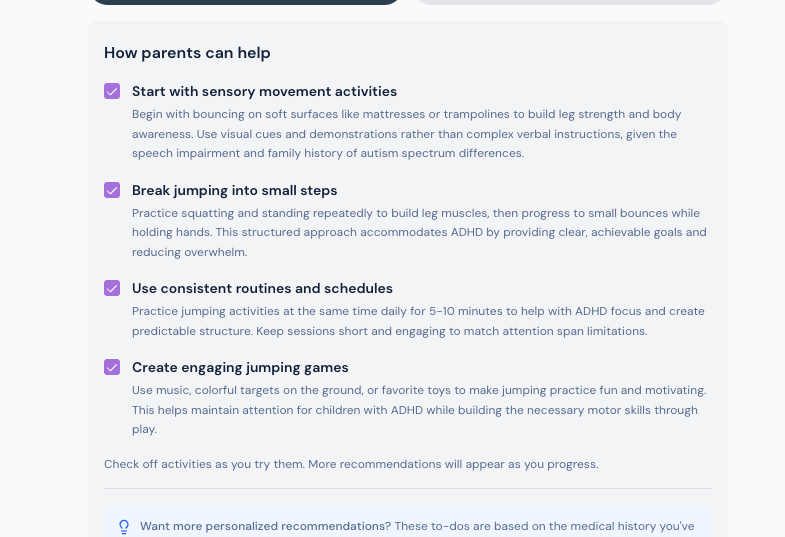 How parents can help
Start with sensory movement activities
Begin with bouncing on soft surfaces like mattresses or trampolines to build leg strength and body
awareness. Use visual cues and demonstrations rather than complex verbal instructions, given the
speech impairment and family history of autism spectrum differences.
Break jumping into small steps
Practice squatting and standing repeatedly to build leg muscles, then progress to small bounces while
holding hands. This structured approach accommodates ADHD by providing clear, achievable goals and
reducing overwhelm.
Use consistent routines and schedules
Practice jumping activities at the same time daily for 5-10 minutes to help with ADHD focus and create
predictable structure. Keep sessions short and engaging to match attention span limitations.
Create engaging jumping games
Use music, colorful targets on the ground, or favorite toys to make jumping practice fun and motivating.
This helps maintain attention for children with ADHD while building the necessary motor skills through
play.
Check off activities as you try them. More recommendations will appear as you progress.
Want more personalized recommendations? These to-dos are based on the medical history you've